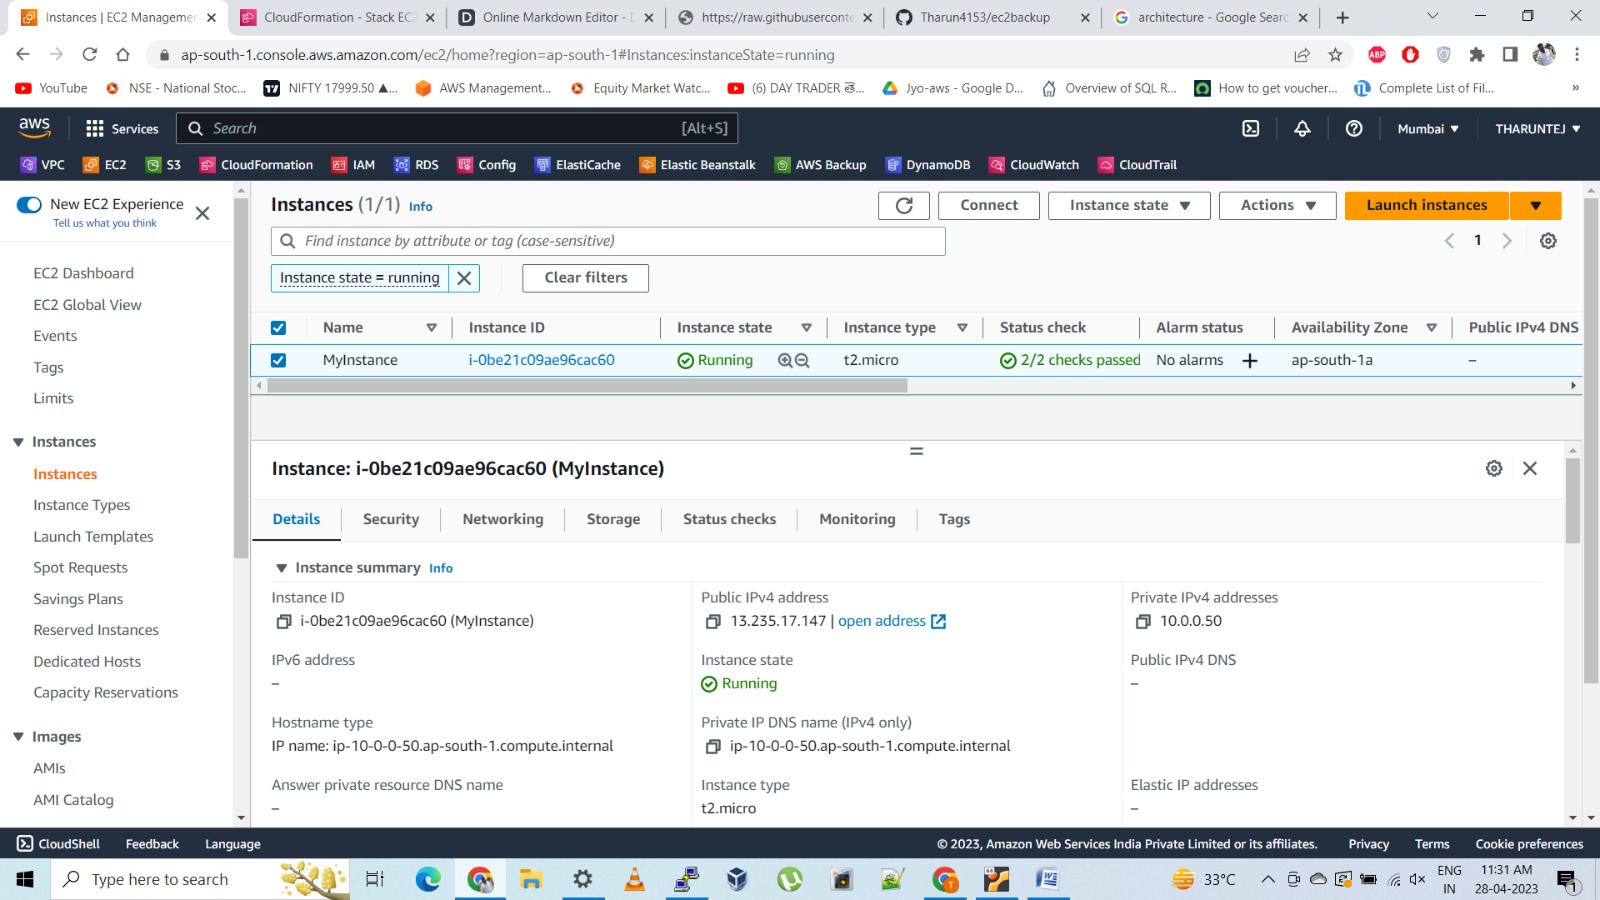 Instances | EC2 Managemer
CloudFormation - Stack EC2
Online Markdown Editor - D
https://raw.githubuserconte
Tharun4153/ec2backup
architecture - Google Searc
ap-south-1.console.aws.amazon.com/ec2/home?region=ap-south-1#Instances:instanceState=running
YouTube
NSE - National Stoc...
NIFTY 17999.50 ▲...
AWS Management...
Equity Market Watc...
Jyo-aws - Google D...
Overview of SQL R...
How to get voucher...
Complete List of Fil...
»
aws
Services
Search
[Alt+S]
Mumbai ▼
THARUNTEJ ▼
VPC
EC2
S3
CloudFormation
IAM
RDS
Config
ElastiCache
Elastic Beanstalk
AWS Backup
DynamoDB
CloudWatch
CloudTrail
New EC2 Experience
Tell us what you think
EC2 Dashboard
EC2 Global View
Events
Tags
Limits
Instances
Instances
Instance Types
Launch Templates
Spot Requests
Savings Plans
Reserved Instances
Dedicated Hosts
Capacity Reservations
Images
AMIs
AMI Catalog
Instances (1/1) Info
Connect
Instance state ▼
Actions ▼
Launch instances
Find instance by attribute or tag (case-sensitive)
1
Instance state = running
Clear filters
Name
Instance ID
Instance state
Instance type
Status check
Alarm status
Availability Zone
Public IPv4 DNS
MyInstance
i-0be21c09ae96cac60
Running
t2.micro
2/2 checks passed
No alarms
ap-south-1a
–
Instance: i-0be21c09ae96cac60 (MyInstance)
Details
Security
Networking
Storage
Status checks
Monitoring
Tags
Instance summary Info
Instance ID
i-0be21c09ae96cac60 (MyInstance)
Public IPv4 address
13.235.17.147 | open address
Private IPv4 addresses
10.0.0.50
IPv6 address
–
Instance state
Running
Public IPv4 DNS
–
Hostname type
IP name: ip-10-0-0-50.ap-south-1.compute.internal
Private IP DNS name (IPv4 only)
ip-10-0-0-50.ap-south-1.compute.internal
Answer private resource DNS name
–
Instance type
t2.micro
Elastic IP addresses
–
CloudShell
Feedback
Language
© 2023, Amazon Web Services India Private Limited or its affiliates.
Privacy
Terms
Cookie preferences
Type here to search
33°C
ENG
IN
11:31 AM
28-04-2023
1